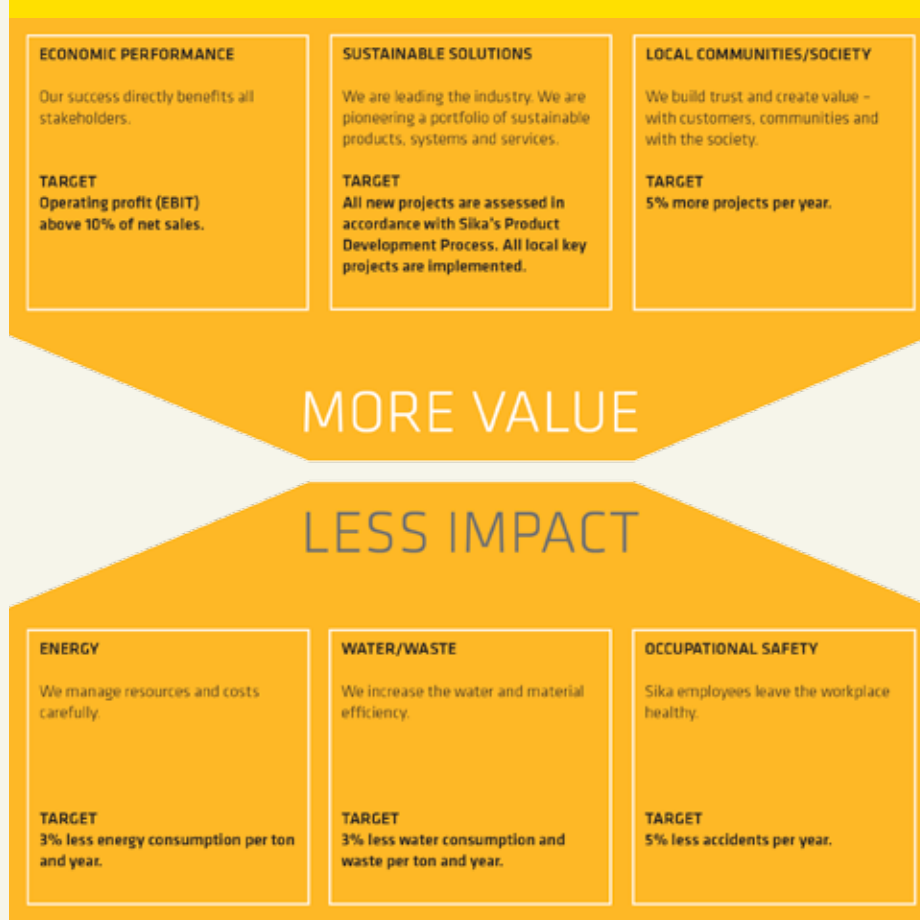 ECONOMIC PERFORMANCE
Our success directly benefits all
stakeholders.
TARGET
Operating profit (EBIT)
above 10% of net sales.
SUSTAINABLE SOLUTIONS
We are leading the industry. We are
pioneering a portfolio of sustainable
products, systems and services.
TARGET
All new projects are assessed in
accordance with Sika's Product
Development Process. All local key
projects are implemented.
LOCAL COMMUNITIES/SOCIETY
We build trust and create value –
with customers, communities and
with the society.
TARGET
5% more projects per year.
MORE VALUE
LESS IMPACT
ENERGY
We manage resources and costs
carefully.
TARGET
3% less energy consumption per ton
and year.
WATER/WASTE
We increase the water and material
efficiency.
TARGET
3% less water consumption and
waste per ton and year.
OCCUPATIONAL SAFETY
Sika employees leave the workplace
healthy.
TARGET
5% less accidents per year.